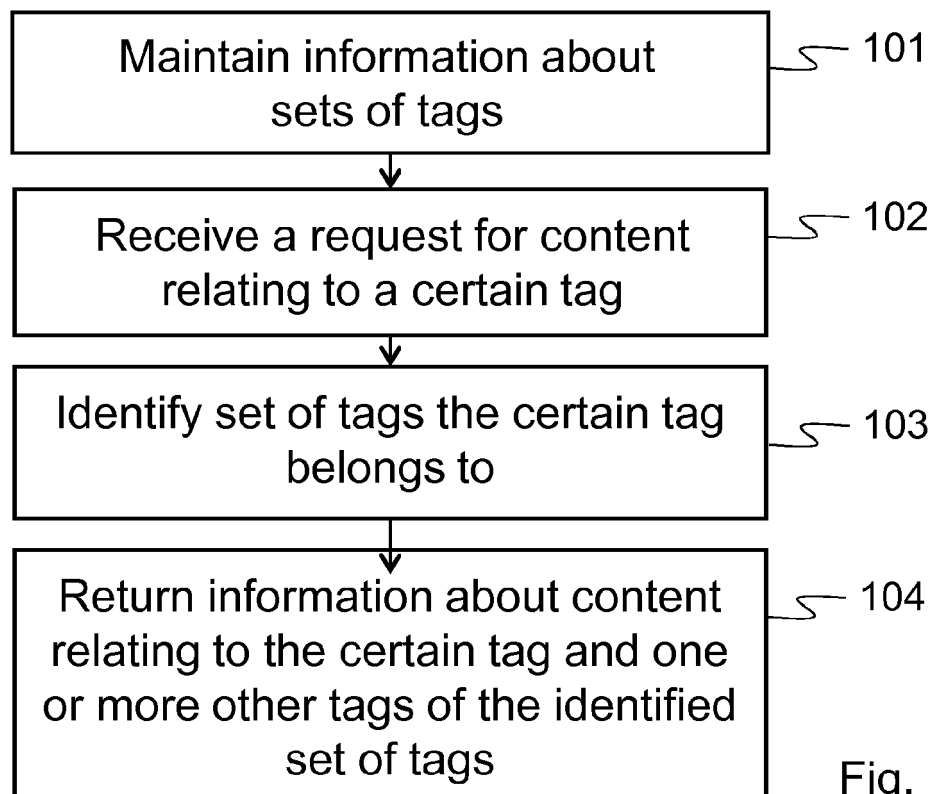 Maintain information about
sets of tags
101
Receive a request for content
relating to a certain tag
102
Identify set of tags the certain tag
belongs to
103
Return information about content
relating to the certain tag and one
or more other tags of the identified
set of tags
104
Fig.